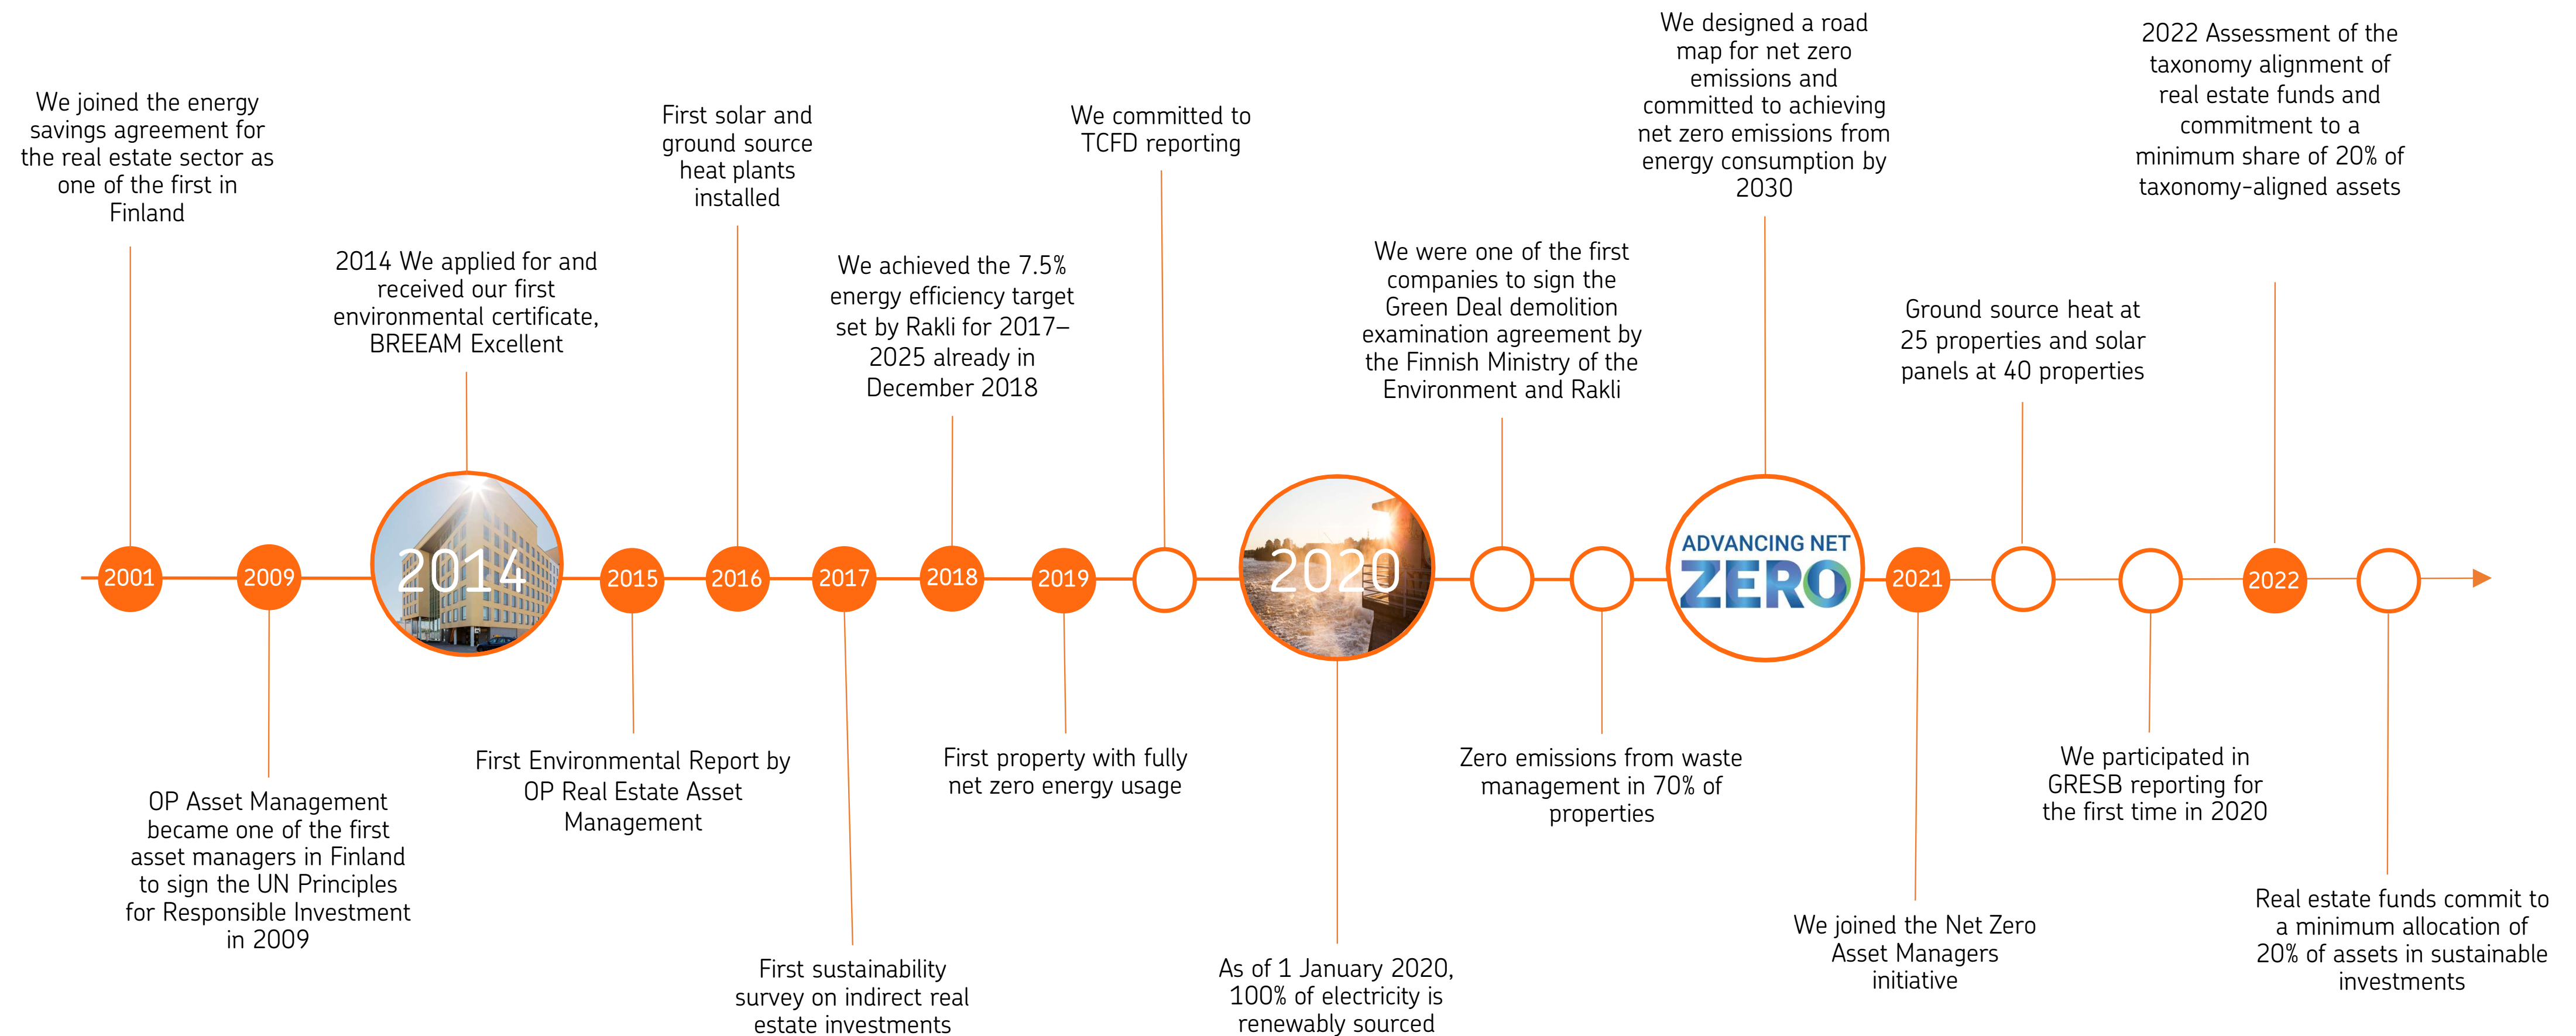 We joined the energy
savings agreement for
the real estate sector as
one of the first in
Finland
2001
2009
OP Asset Management
became one of the first
asset managers in Finland
to sign the UN Principles
for Responsible Investment
in 2009
2014 We applied for and
received our first
environmental certificate,
BREEAM Excellent
2014
2015
First Environmental Report by
OP Real Estate Asset
Management
First solar and
ground source
heat plants
installed
2016
2017
First sustainability
survey on indirect real
estate investments
We achieved the 7.5%
energy efficiency target
set by Rakli for 2017–
2025 already in
December 2018
2018
2019
First property with fully
net zero energy usage
We committed to
TCFD reporting
2020
As of 1 January 2020,
100% of electricity is
renewably sourced
We were one of the first
companies to sign the
Green Deal demolition
examination agreement by
the Finnish Ministry of the
Environment and Rakli
Zero emissions from waste
management in 70% of
properties
We designed a road
map for net zero
emissions and
committed to achieving
net zero emissions from
energy consumption by
2030
ADVANCING NET
ZERO
2021
We joined the Net Zero
Asset Managers
initiative
Ground source heat at
25 properties and solar
panels at 40 properties
We participated in
GRESB reporting for
the first time in 2020
2022 Assessment of the
taxonomy alignment of
real estate funds and
commitment to a
minimum share of 20% of
taxonomy-aligned assets
2022
Real estate funds commit to
a minimum allocation of
20% of assets in sustainable
investments